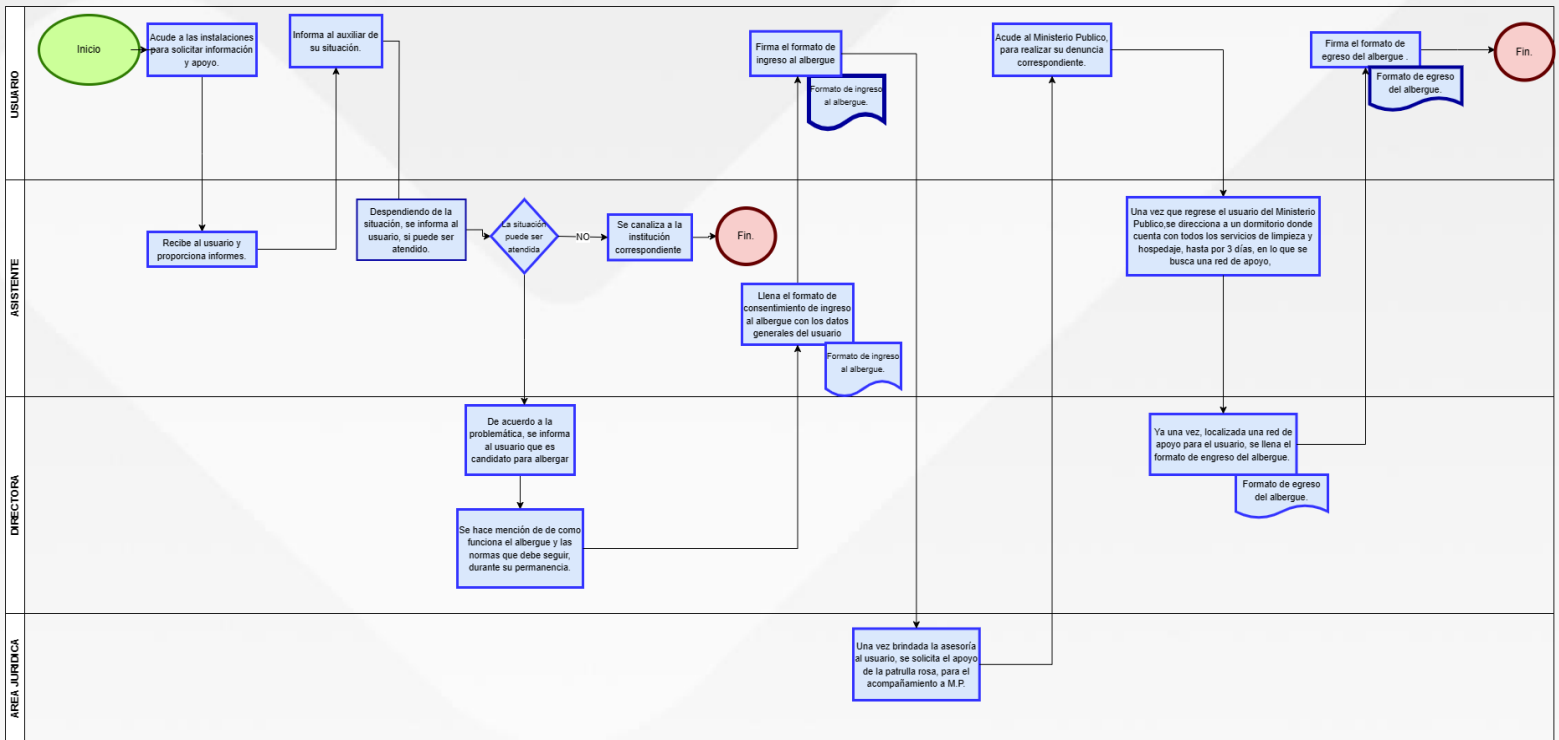 USUARIO
Inicio
Acude a las instalaciones
para solicitar información
y apoyo.
Informa al auxiliar de
su situación.
Firma el formato de
ingreso al albergue
Formato de ingreso
al albergue.
Acude al Ministerio Publico,
para realizar su denuncia
correspondiente.
Firma el formato de
egreso del albergue .
Formato de egreso
del albergue.
Fin.
ASISTENTE
Recibe al usuario y
proporciona informes.
Despendiendo de la
situación, se informa al
usuario, si puede ser
atendido.
La situación
puede ser
atendida
NO
Se canaliza a la
institución
correspondiente
Fin.
Llena el formato de
consentimiento de ingreso
al albergue con los datos
generales del usuario
Formato de ingreso
al albergue.
Una vez que regrese el usuario del Ministerio
Publico,se direcciona a un dormitorio donde
cuenta con todos los servicios de limpieza y
hospedaje, hasta por 3 días, en lo que se
busca una red de apoyo,
DIRECTORA
De acuerdo a la
problemática, se informa
al usuario que es
candidato para albergar
Se hace mención de de como
funciona el albergue y las
normas que debe seguir,
durante su permanencia.
Ya una vez, localizada una red de
apoyo para el usuario, se llena el
formato de engreso del albergue.
Formato de egreso
del albergue.
AREA JURIDICA
Una vez brindada la asesoría
al usuario, se solicita el apoyo
de la patrulla rosa, para el
acompañamiento a M.P.